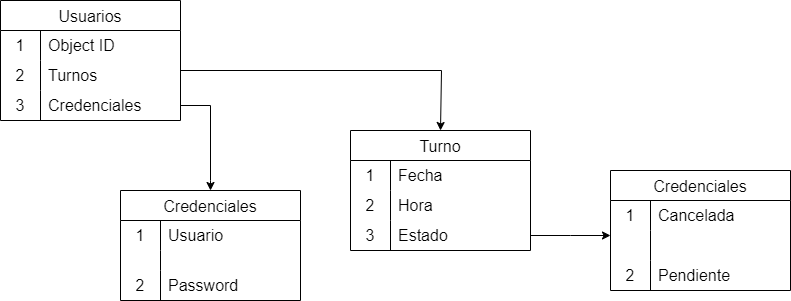 Usuarios
1 Object ID
2 Turnos
3 Credenciales
Turno
1 Fecha
2 Hora
3 Estado
Credenciales
1 Usuario
2 Password
Credenciales
1 Cancelada
2 Pendiente